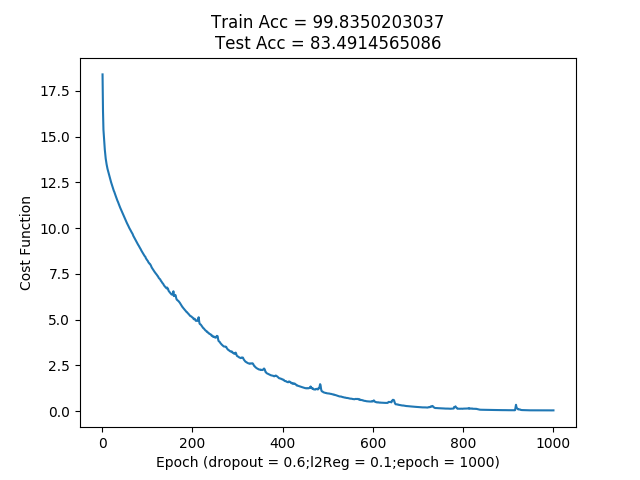 Train Acc = 99.8350203037
Test Acc = 83.4914565086
17.5
15.0
12.5
10.0
7.5
5.0
2.5
0.0
Cost Function
0 200 400 600 800 1000
Epoch (dropout = 0.6;l2Reg = 0.1;epoch = 1000)